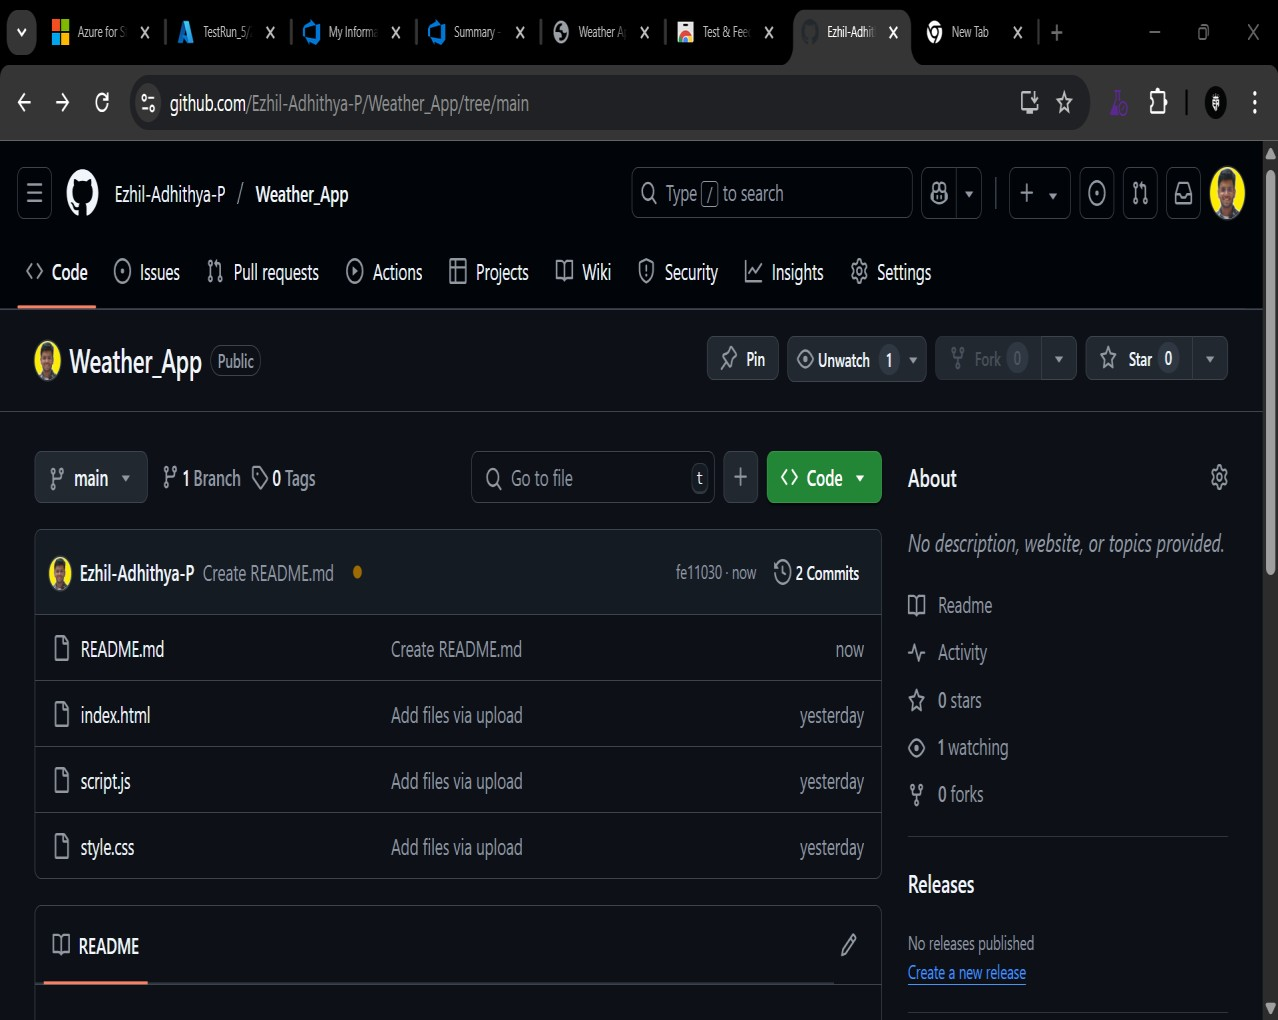 Azure for S
TestRun_5/
My Informa
Summary -
Weather A
Test & Fee
Ezhil-Adhit
New Tab
github.com/Ezhil-Adhithya-P/Weather_App/tree/main
Ezhil-Adhithya-P / Weather_App
Type / to search
Code Issues Pull requests Actions Projects Wiki Security Insights Settings
Weather_App Public
Pin Unwatch 1 Fork 0 Star 0
main 1 Branch 0 Tags
Go to file t
Code
About
No description, website, or topics provided.
Ezhil-Adhithya-P Create README.md fe11030 · now 2 Commits
README.md Create README.md now
index.html Add files via upload yesterday
script.js Add files via upload yesterday
style.css Add files via upload yesterday
README
Readme
Activity
0 stars
1 watching
0 forks
Releases
No releases published
Create a new release